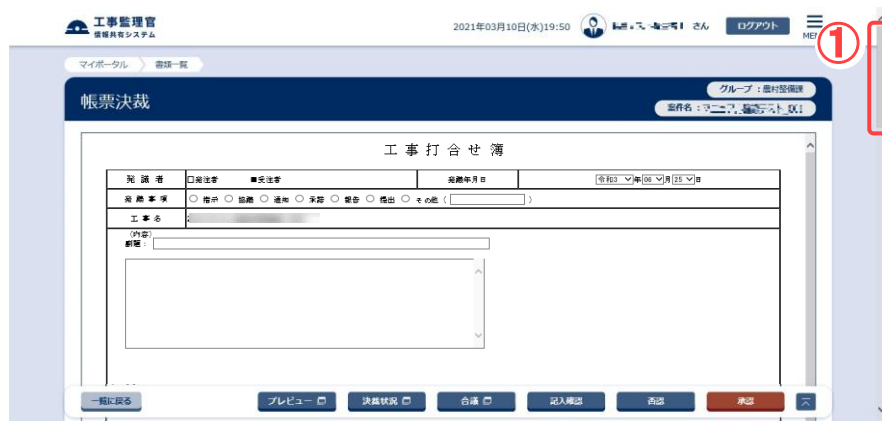 工事監理官
情報共有システム
2021年03月10日(水)19:50
さん
ログアウト
①
マイポータル 書類一覧
帳票決裁
グループ:農村整備課
案件名:
工事打合せ簿
発議者 □発注者 ■受注者 発議年月日 令和3 年 06 月 25 日
発議事項 ○ 指示 ○ 協議 ○ 通知 ○ 承諾 ○ 報告 ○ 提出 ○ その他 ( )
工事名
(内容)
副題:
一覧に戻る プレビュー 決裁状況 合議 記入確認 否認 承認